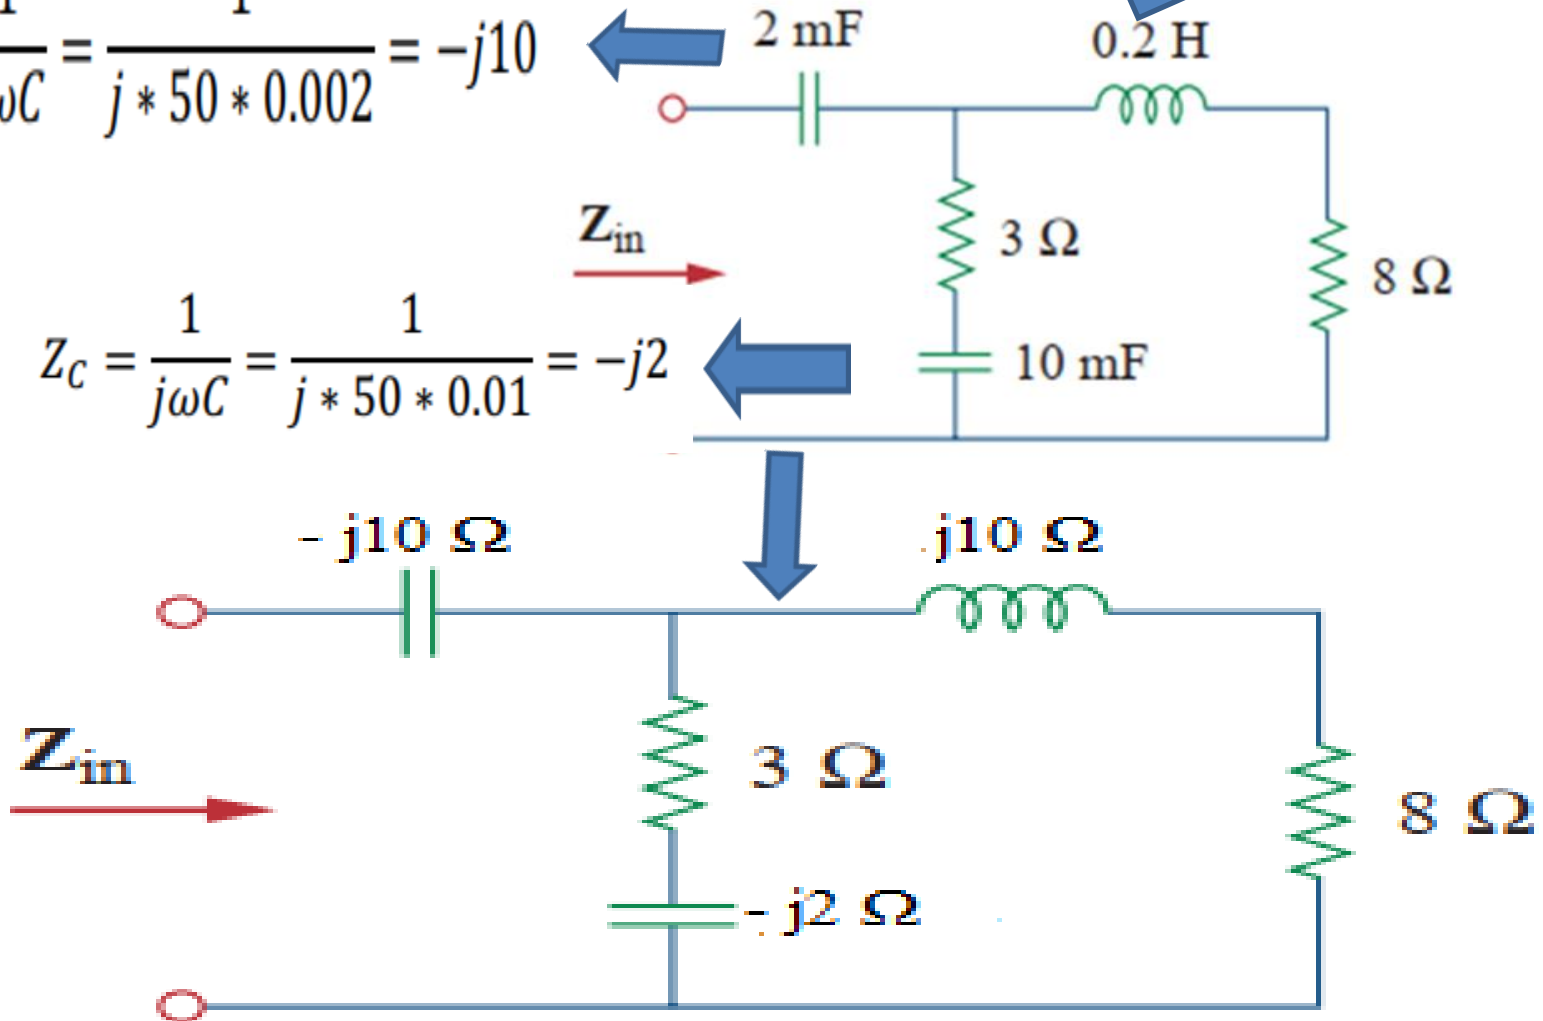 ωC = 1 / (j * 50 * 0.002) = −j10
2 mF
0.2 H
Zin
3 Ω
8 Ω
10 mF
ZC = 1 / (jωC) = 1 / (j * 50 * 0.01) = −j2
- j10 Ω
j10 Ω
Zin
3 Ω
8 Ω
- j2 Ω